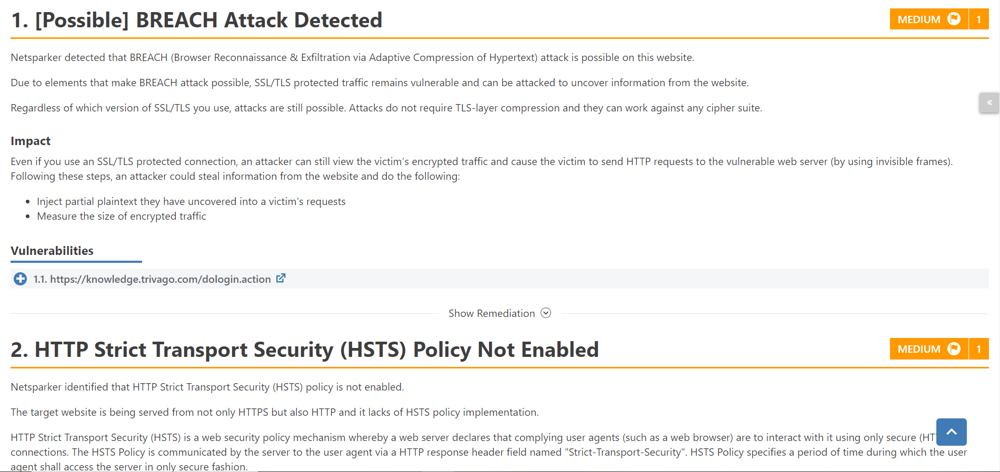 1. [Possible] BREACH Attack Detected
MEDIUM 1
Netsparker detected that BREACH (Browser Reconnaissance & Exfiltration via Adaptive Compression of Hypertext) attack is possible on this website.
Due to elements that make BREACH attack possible, SSL/TLS protected traffic remains vulnerable and can be attacked to uncover information from the website.
«
Regardless of which version of SSL/TLS you use, attacks are still possible. Attacks do not require TLS-layer compression and they can work against any cipher suite.
Impact
Even if you use an SSL/TLS protected connection, an attacker can still view the victim’s encrypted traffic and cause the victim to send HTTP requests to the vulnerable web server (by using invisible frames).
Following these steps, an attacker could steal information from the website and do the following:
• Inject partial plaintext they have uncovered into a victim's requests
• Measure the size of encrypted traffic
Vulnerabilities
1.1. https://knowledge.trivago.com/dologin.action
Show Remediation
2. HTTP Strict Transport Security (HSTS) Policy Not Enabled
MEDIUM 1
Netsparker identified that HTTP Strict Transport Security (HSTS) policy is not enabled.
The target website is being served from not only HTTPS but also HTTP and it lacks of HSTS policy implementation.
HTTP Strict Transport Security (HSTS) is a web security policy mechanism whereby a web server declares that complying user agents (such as a web browser) are to interact with it using only secure (HT
connections. The HSTS Policy is communicated by the server to the user agent via a HTTP response header field named "Strict-Transport-Security". HSTS Policy specifies a period of time during which the user
agent shall access the server in only secure fashion.